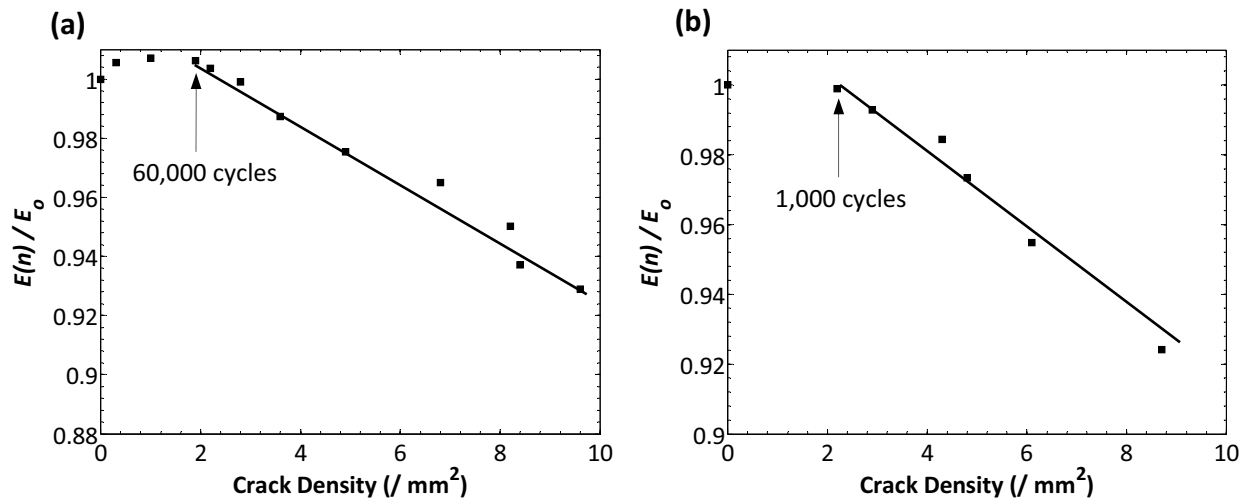 (a)
1
0.98
0.96
0.94
0.92
0.9
0.88
E(n) / Eo
60,000 cycles
0 2 4 6 8 10
Crack Density (/ mm²)
(b)
1
0.98
0.96
0.94
0.92
0.9
E(n) / Eo
1,000 cycles
0 2 4 6 8 10
Crack Density (/ mm²)